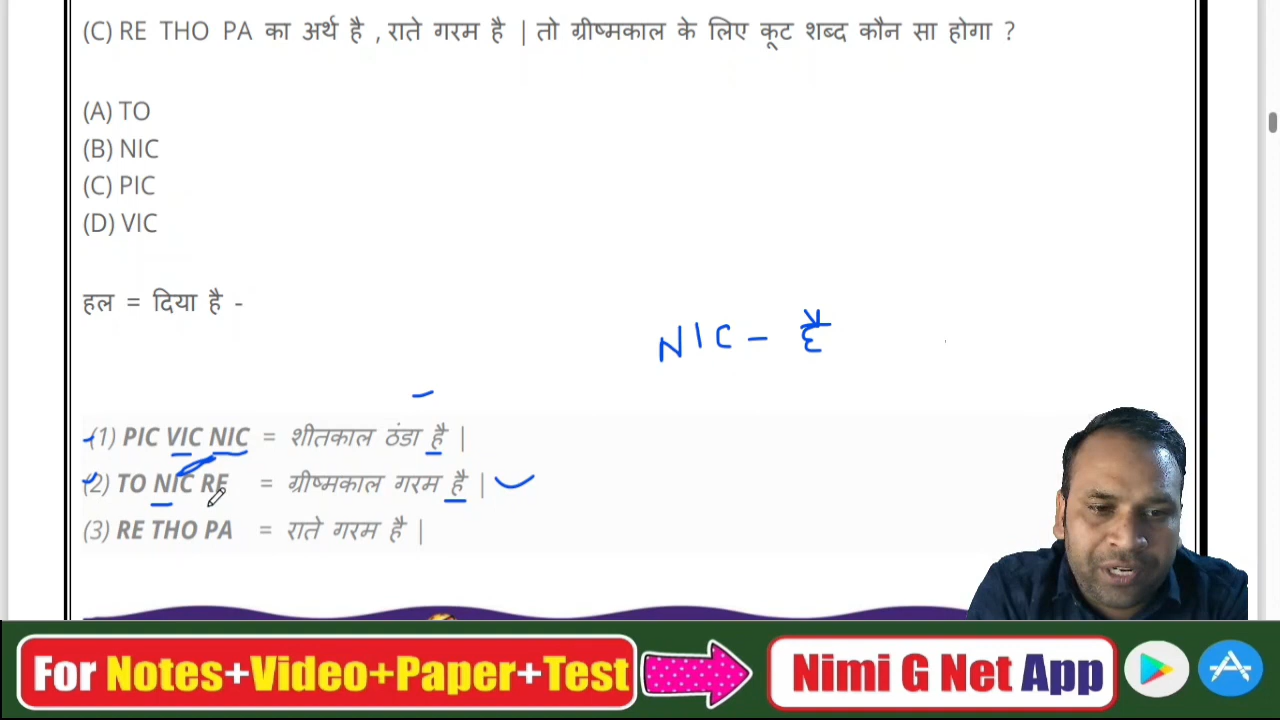 (C) RE THO PA का अर्थ है ,राते गरम है | तो ग्रीष्मकाल के लिए कूट शब्द कौन सा होगा ?
(A) TO
(B) NIC
(C) PIC
(D) VIC
हल = दिया है -
NIC - है
(1) PIC VIC NIC = शीतकाल ठंडा है |
(2) TO NIC RE = ग्रीष्मकाल गरम है |
(3) RE THO PA = राते गरम है |
For Notes+Video+Paper+Test
Nimi G Net App